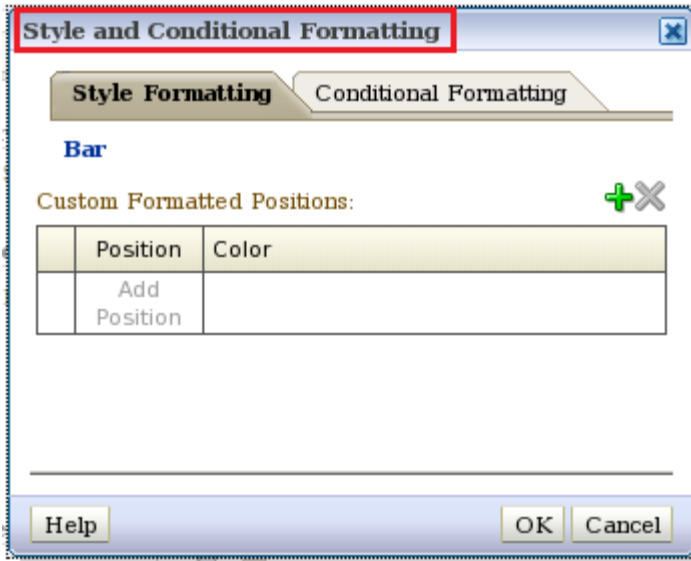 Style and Conditional Formatting
Style Formatting Conditional Formatting
Bar
Custom Formatted Positions:
Position Color
Add
Position
Help OK Cancel